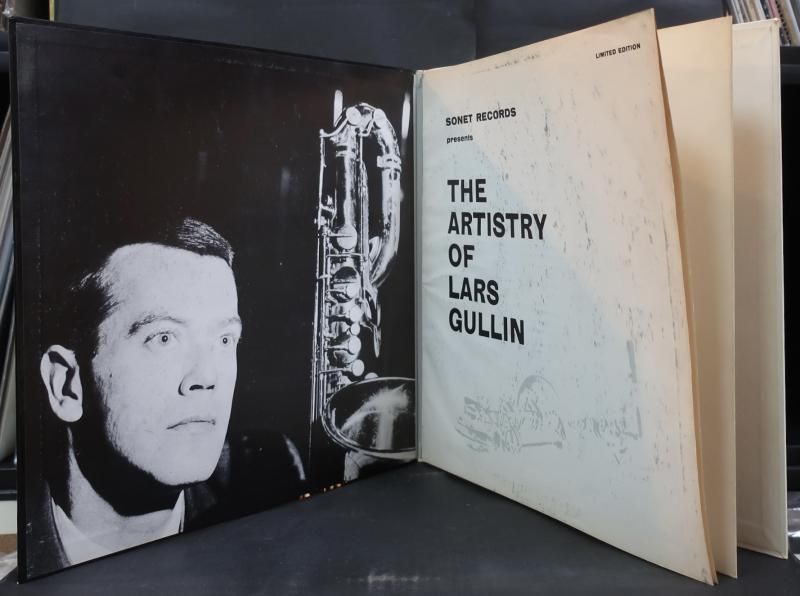 LIMITED EDITION
SONET RECORDS
presents
THE
ARTISTRY
OF
LARS
GULLIN